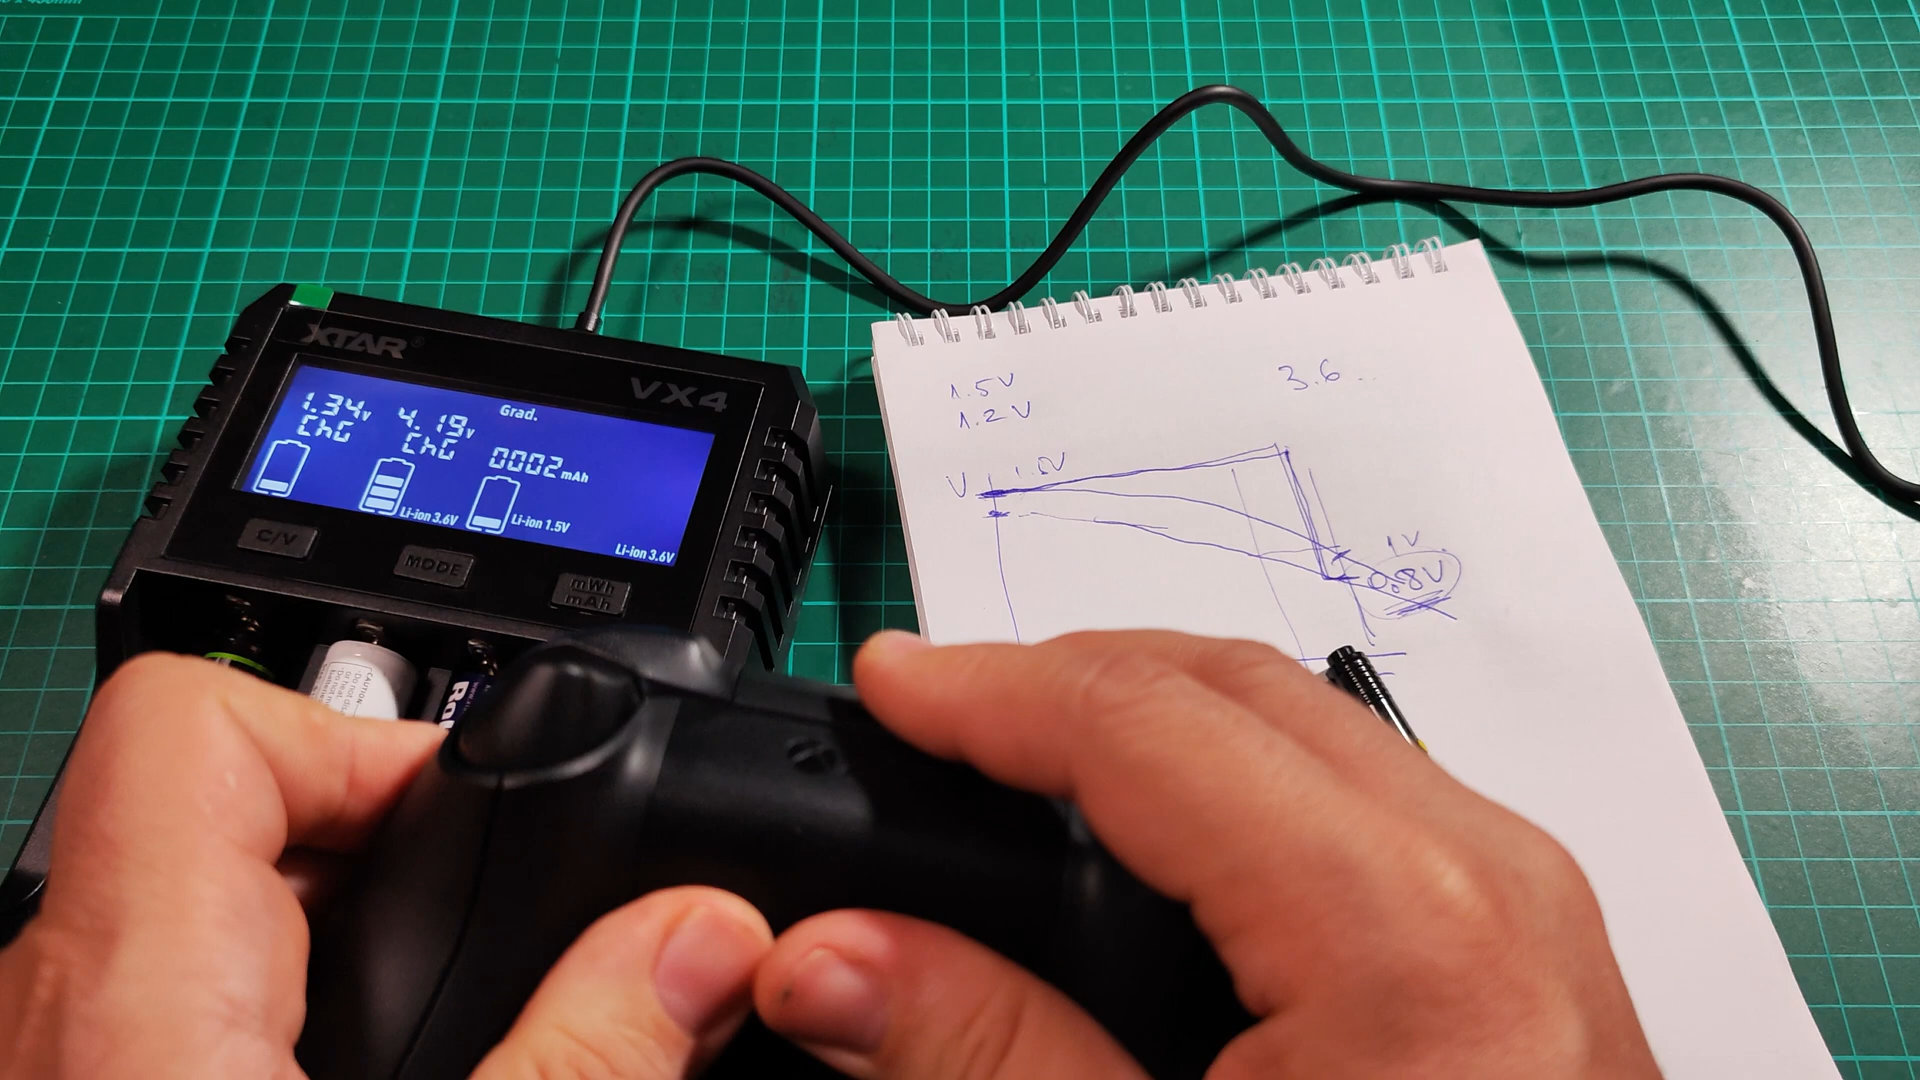 XTAR®
VX4
1.34v
4.19v
Grad.
ChG
ChG
0002mAh
Li-ion 3.6V
Li-ion 1.5V
Li-ion 3.6V
C/V
MODE
mWh
mAh
CAUTION
1.5V
3.6...
1.2V
V
1.5V
1V
0.8V